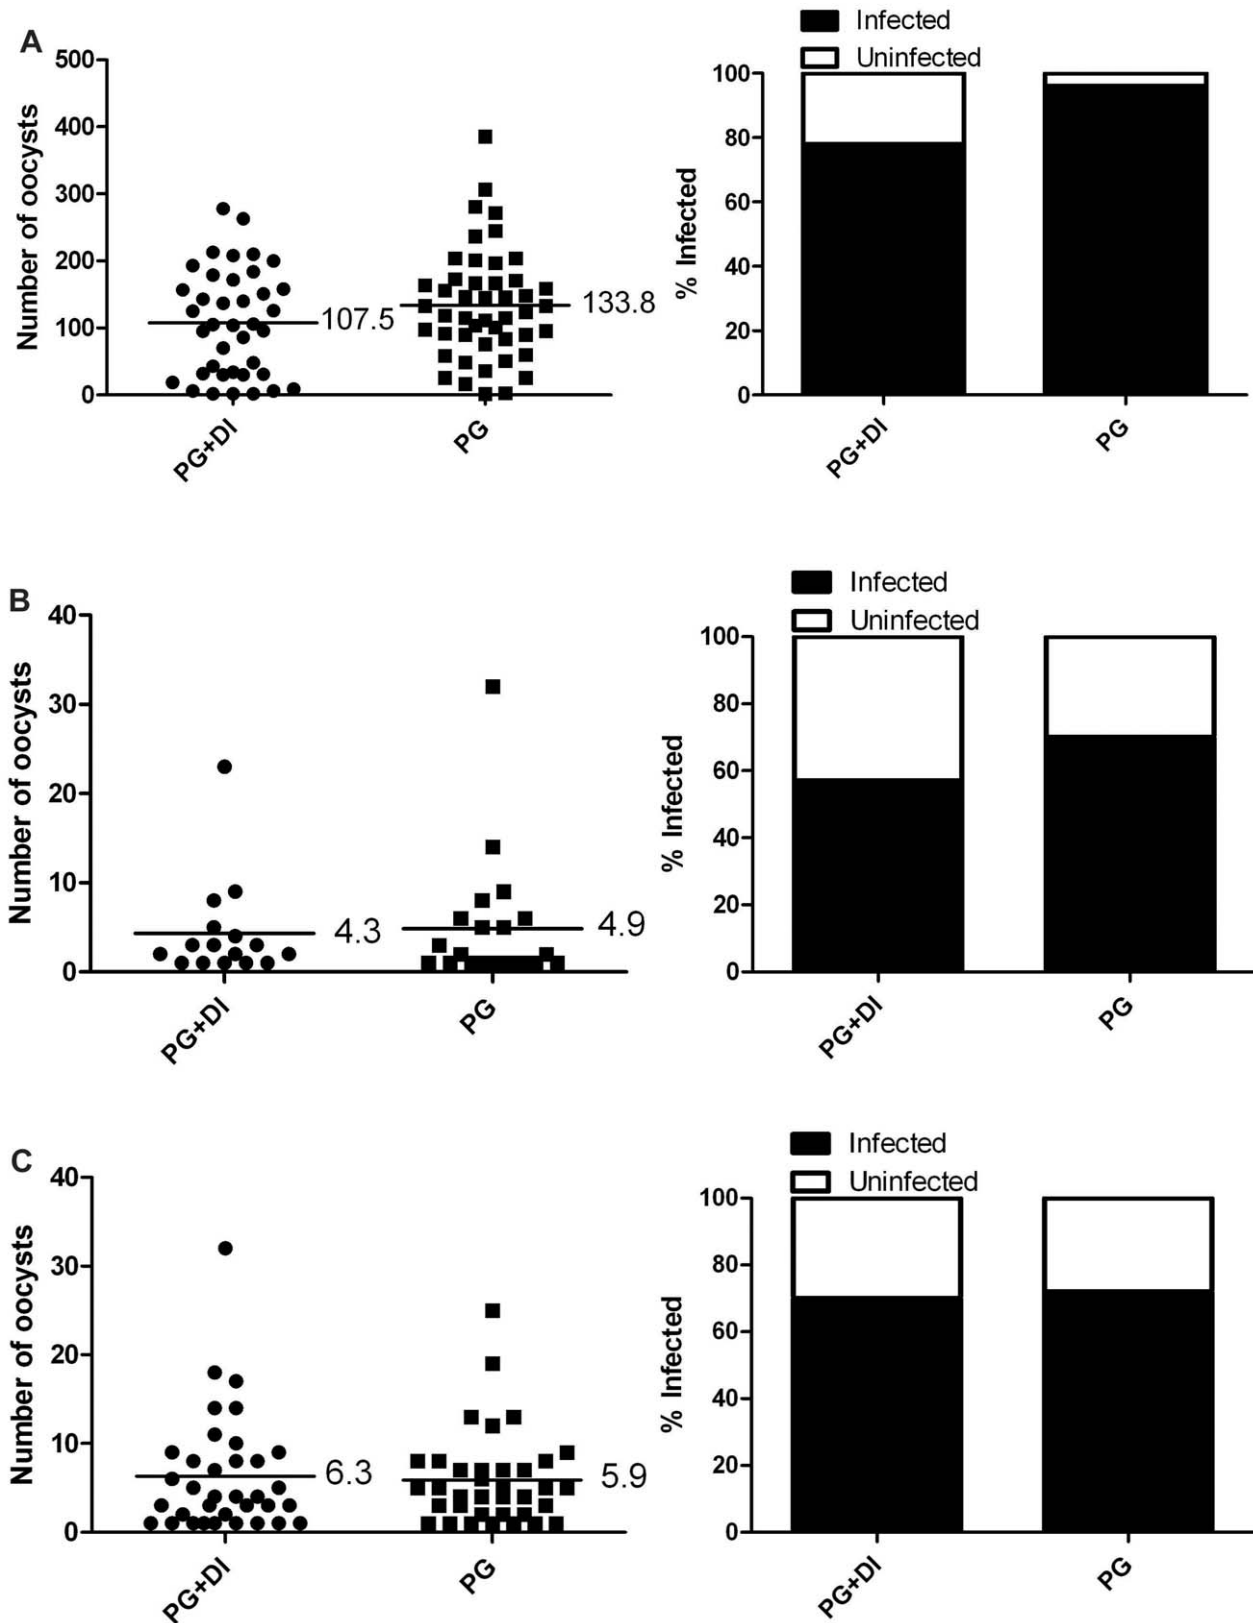 A
Number of oocysts
500
400
300
200
100
0
107.5
133.8
PG+DI
PG
Infected
Uninfected
% Infected
100
80
60
40
20
0
PG+DI
PG
B
Number of oocysts
40
30
20
10
0
4.3
4.9
PG+DI
PG
Infected
Uninfected
% Infected
100
80
60
40
20
0
PG+DI
PG
C
Number of oocysts
40
30
20
10
0
6.3
5.9
PG+DI
PG
Infected
Uninfected
% Infected
100
80
60
40
20
0
PG+DI
PG